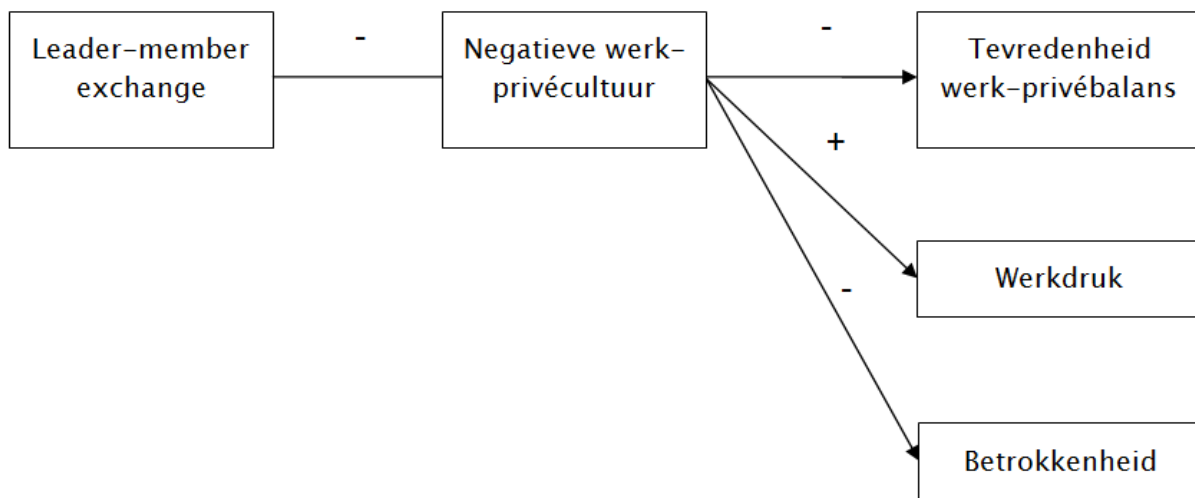 Leader-member
exchange
-
Negatieve werk-
privécultuur
-
Tevredenheid
werk-privébalans
+
Werkdruk
-
Betrokkenheid